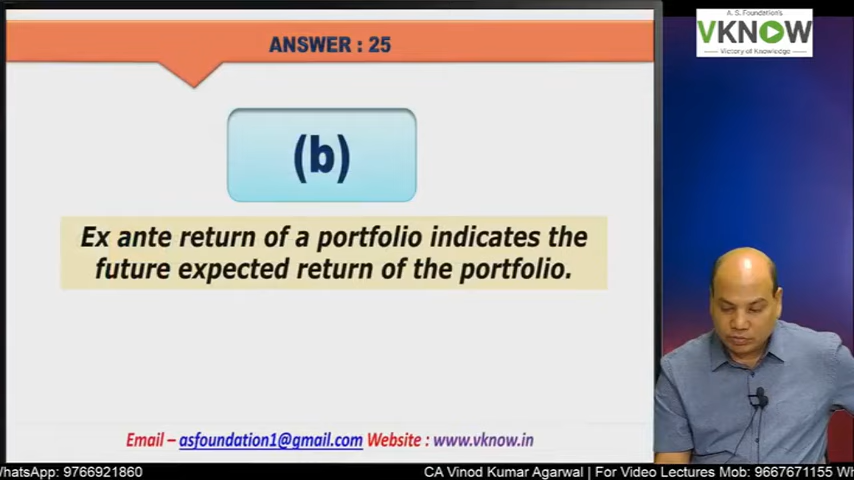 A. S. Foundation's
VKNOW
Victory of Knowledge
ANSWER : 25
(b)
Ex ante return of a portfolio indicates the
future expected return of the portfolio.
Email – asfoundation1@gmail.com Website : www.vknow.in
WhatsApp: 9766921860 CA Vinod Kumar Agarwal | For Video Lectures Mob: 9667671155 Wh